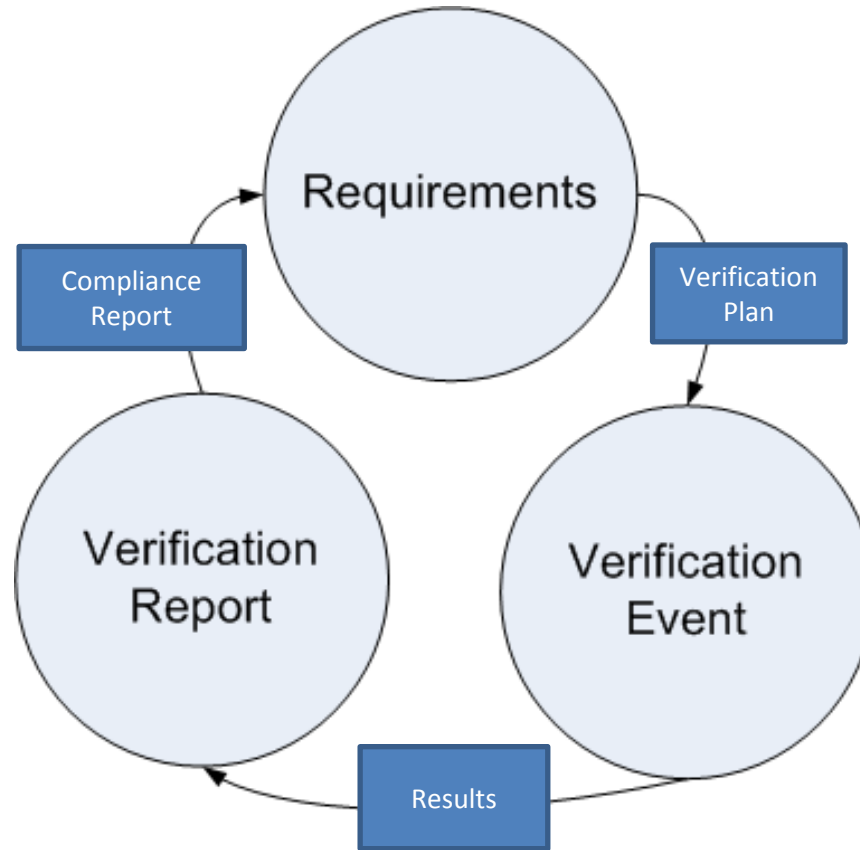 Requirements
Compliance
Report
Verification
Plan
Verification
Report
Verification
Event
Results